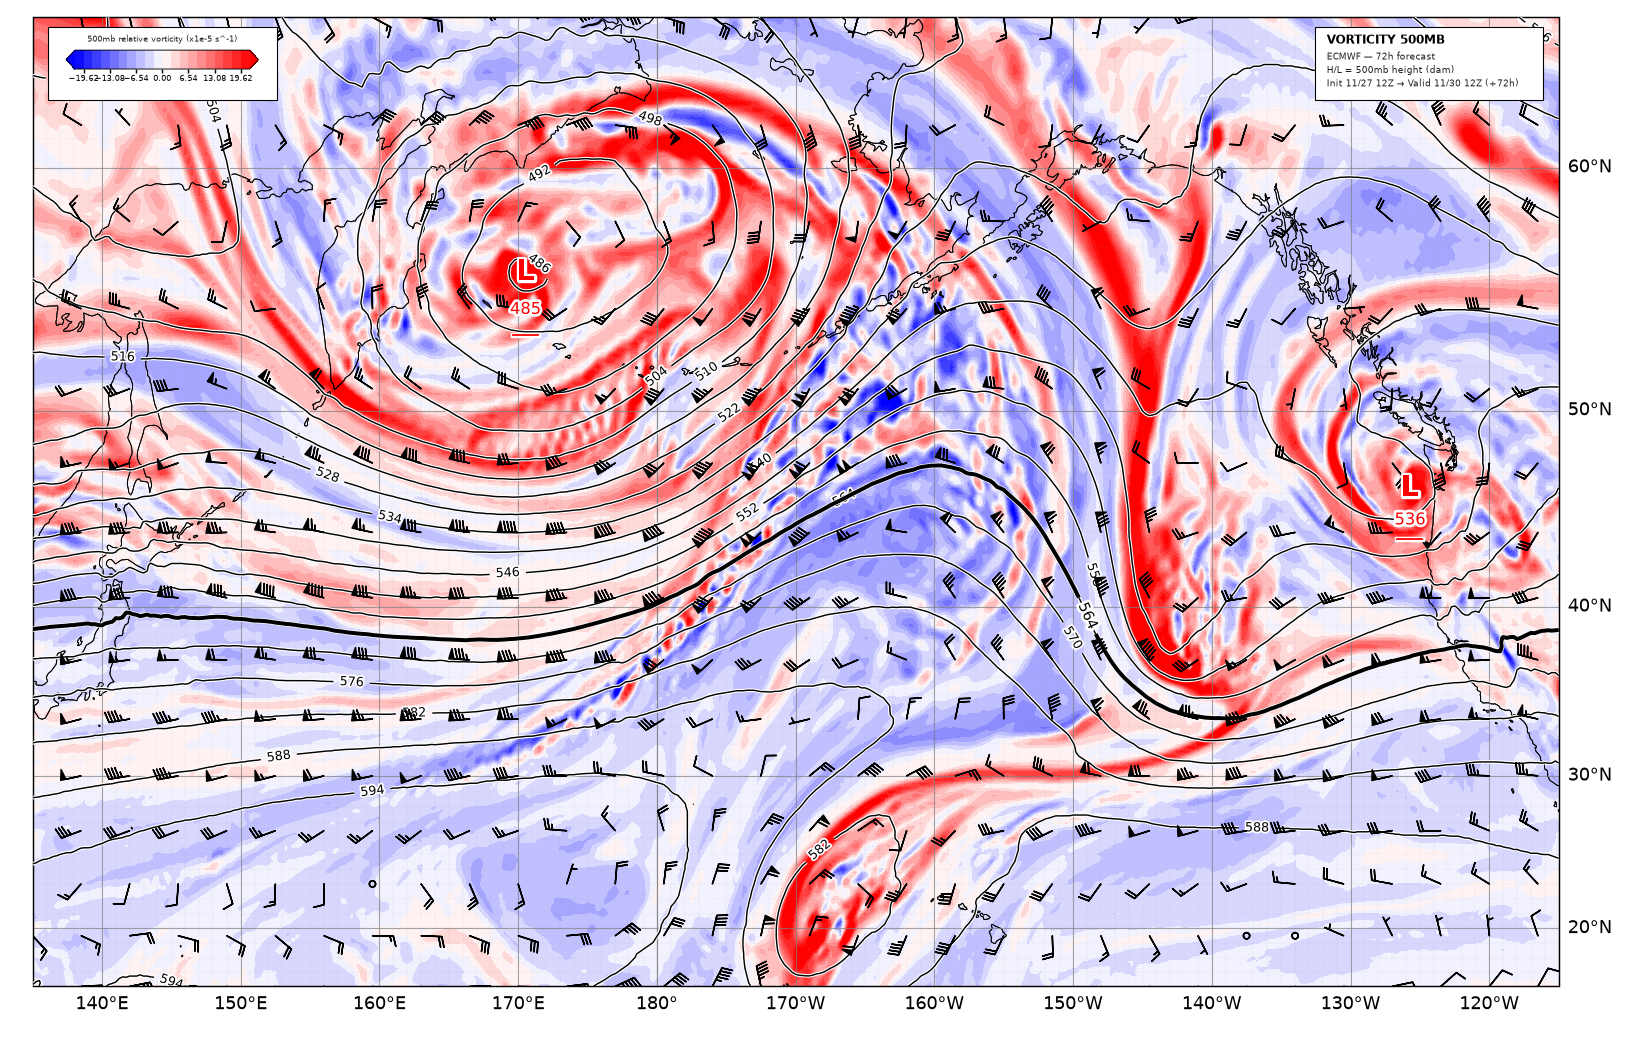 500mb relative vorticity (x1e-5 s^-1)
−19.62 −13.08 −6.54 0.00 6.54 13.08 19.62
VORTICITY 500MB
ECMWF — 72h forecast
H/L = 500mb height (dam)
Init 11/27 12Z → Valid 11/30 12Z (+72h)
504
498
492
486
L
485
516
504
510
522
528
540
534
552
564
546
L
536
564
570
576
582
588
594
582
588
594
60°N
50°N
40°N
30°N
20°N
140°E 150°E 160°E 170°E 180° 170°W 160°W 150°W 140°W 130°W 120°W